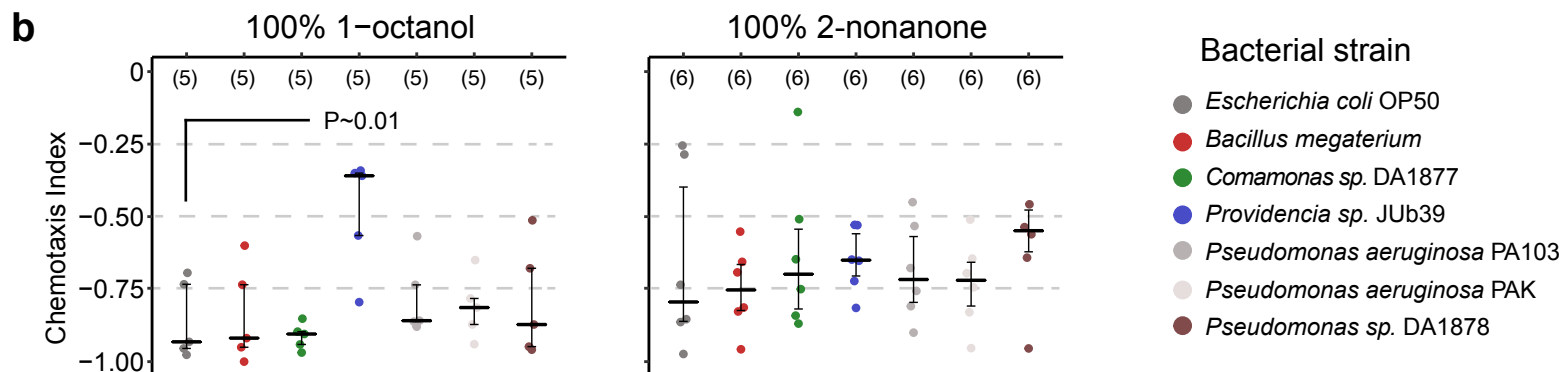 b
100% 1−octanol
100% 2-nonanone
Bacterial strain
0
(5) (5) (5) (5) (5) (5) (5)
(6) (6) (6) (6) (6) (6) (6)
P~0.01
−0.25
−0.50
−0.75
−1.00
Chemotaxis Index
Escherichia coli OP50
Bacillus megaterium
Comamonas sp. DA1877
Providencia sp. JUb39
Pseudomonas aeruginosa PA103
Pseudomonas aeruginosa PAK
Pseudomonas sp. DA1878